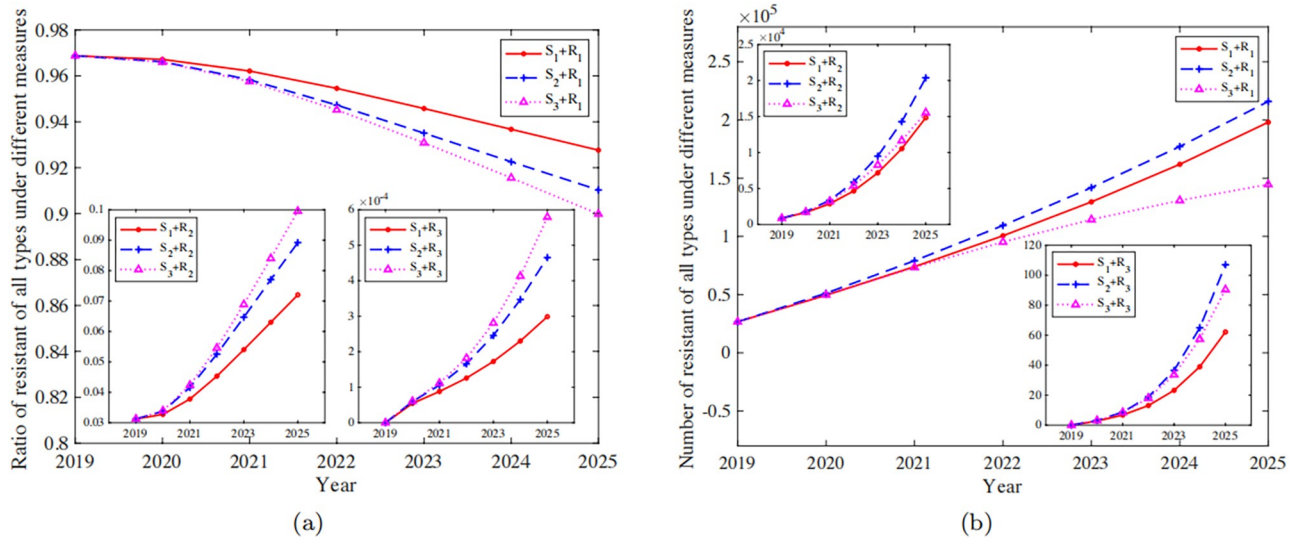 Ratio of resistant of all types under different measures
0.98
0.96
0.94
0.92
0.9
0.88
0.86
0.84
0.82
0.8
S1+R1
S2+R1
S3+R1
0.1
0.09
0.08
0.07
0.06
0.05
0.04
0.03
S1+R2
S2+R2
S3+R2
2019 2021 2023 2025
6e-4
4e-4
2e-4
0
S1+R3
S2+R3
S3+R3
2019 2021 2023 2025
2019 2020 2021 2022 2023 2024 2025
Year
(a)
Number of resistant of all types under different measures
×10^5
2.5
2
1.5
1
0.5
0
-0.5
2.5 ×10^4
2
1.5
1
0.5
0
S1+R2
S2+R2
S3+R2
2019 2021 2023 2025
S1+R1
S2+R1
S3+R1
120
100
80
60
40
20
0
S1+R3
S2+R3
S3+R3
2019 2021 2023 2025
2019 2020 2021 2022 2023 2024 2025
Year
(b)